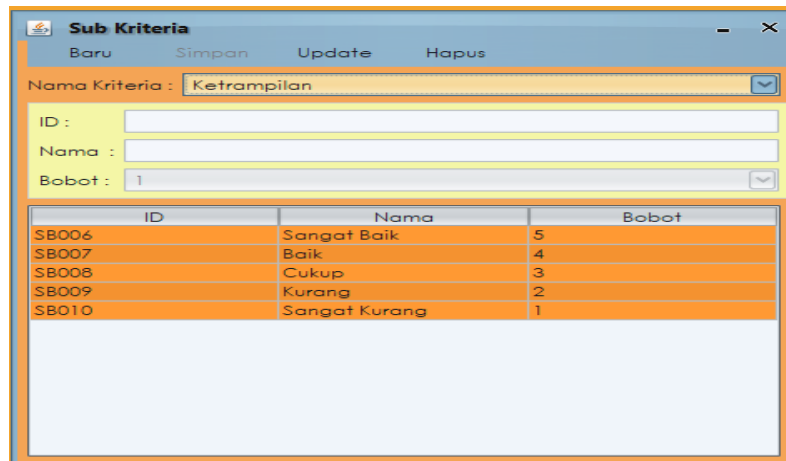 Sub Kriteria
Baru Simpan Update Hapus
Nama Kriteria : Ketrampilan
ID :
Nama :
Bobot : 1
ID Nama Bobot
SB006 Sangat Baik 5
SB007 Baik 4
SB008 Cukup 3
SB009 Kurang 2
SB010 Sangat Kurang 1